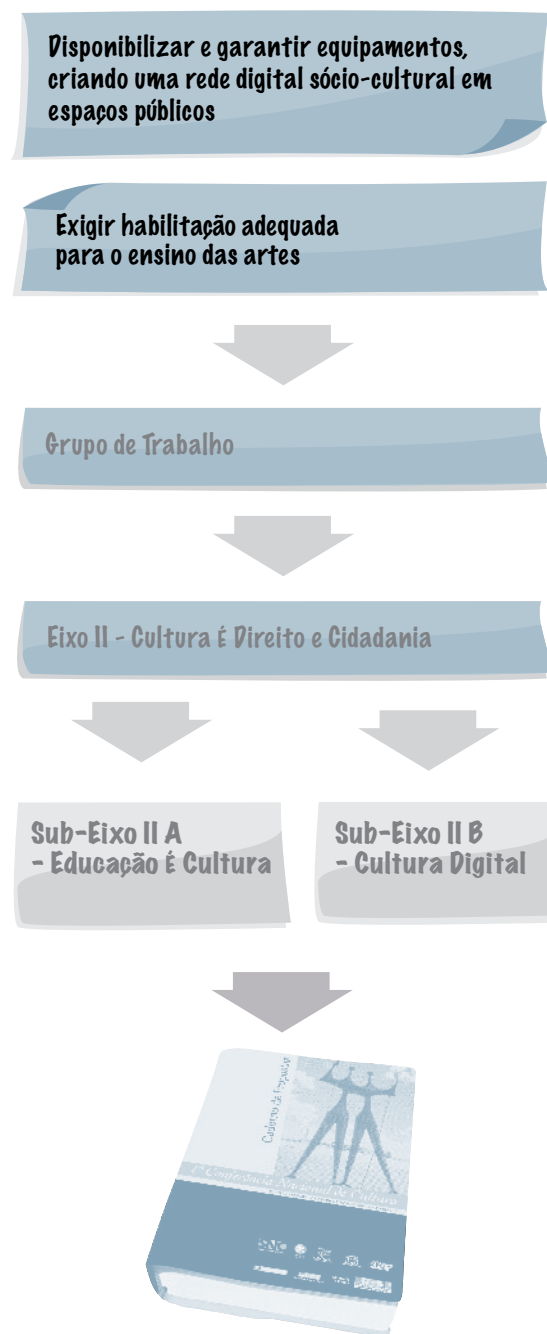 Disponibilizar e garantir equipamentos,
criando uma rede digital sócio-cultural em
espaços públicos
Exigir habilitação adequada
para o ensino das artes
Grupo de Trabalho
Eixo II - Cultura É Direito e Cidadania
Sub-Eixo II A
- Educação É Cultura
Sub-Eixo II B
- Cultura Digital
Caderno de
1ª Conferência Nacional de Cultura